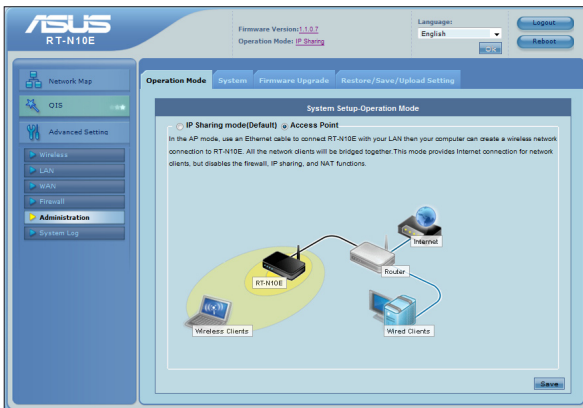 ASUS
RT-N10E
Firmware Version:1.1.0.7
Operation Mode: IP Sharing
Language:
English
OK
Logout
Reboot
Network Map
QIS
Advanced Setting
Wireless
LAN
WAN
Firewall
Administration
System Log
Operation Mode
System
Firmware Upgrade
Restore/Save/Upload Setting
System Setup-Operation Mode
IP Sharing mode(Default) Access Point
In the AP mode, use an Ethernet cable to connect RT-N10E with your LAN then your computer can create a wireless network
connection to RT-N10E. All the network clients will be bridged together.This mode provides Internet connection for network
clients, but disables the firewall, IP sharing, and NAT functions.
Internet
Router
RT-N10E
Wireless Clients
Wired Clients
Save